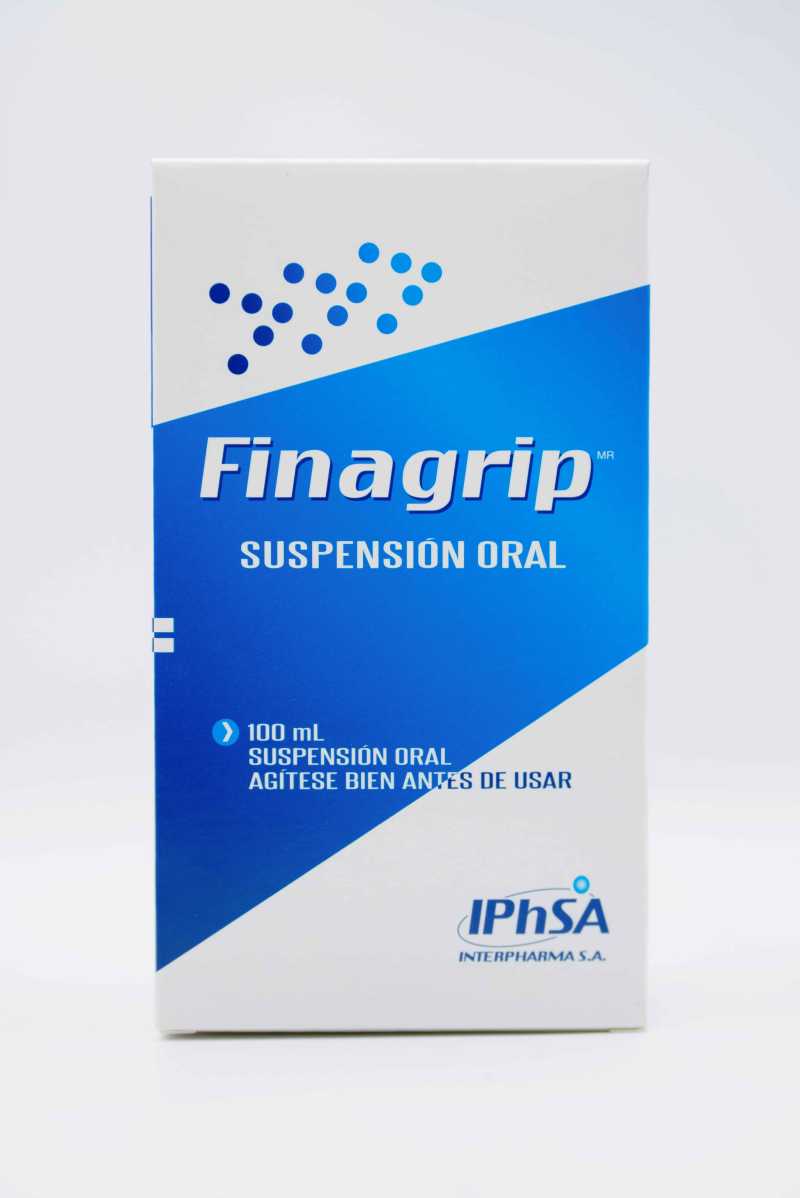 Finagrip MR
SUSPENSIÓN ORAL
100 mL
SUSPENSIÓN ORAL
AGÍTESE BIEN ANTES DE USAR
IPhSA
INTERPHARMA S.A.